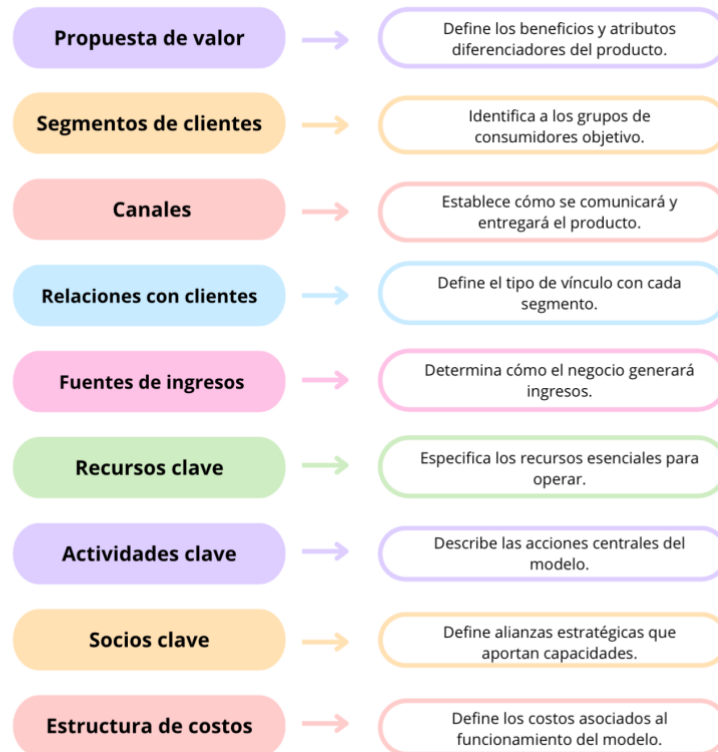 Propuesta de valor
Define los beneficios y atributos
diferenciadores del producto.
Segmentos de clientes
Identifica a los grupos de
consumidores objetivo.
Canales
Establece cómo se comunicará y
entregará el producto.
Relaciones con clientes
Define el tipo de vínculo con cada
segmento.
Fuentes de ingresos
Determina cómo el negocio generará
ingresos.
Recursos clave
Especifica los recursos esenciales para
operar.
Actividades clave
Describe las acciones centrales del
modelo.
Socios clave
Define alianzas estratégicas que
aportan capacidades.
Estructura de costos
Define los costos asociados al
funcionamiento del modelo.